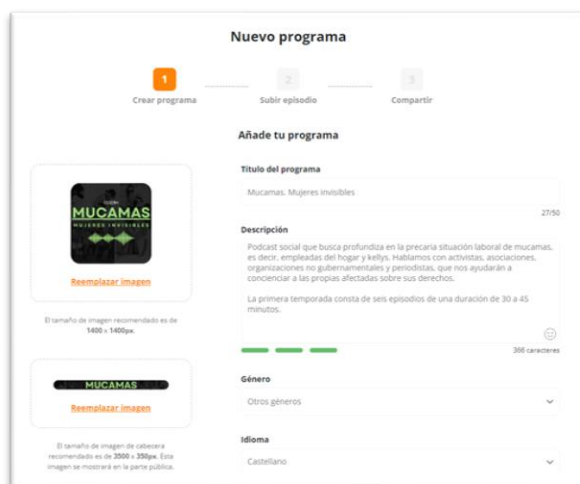 Nuevo programa
1
2
3
Crear programa
Subir episodio
Compartir
Añade tu programa
Título del programa
Mucamas. Mujeres invisibles
27/50
MUCAMAS
MUJERES INVISIBLES
Reemplazar imagen
El tamaño de imagen recomendado es de
1400 x 1400px.
Descripción
Podcast social que busca profundiza en la precaria situación laboral de mucamas,
es decir, empleadas del hogar y kellys. Hablamos con activistas, asociaciones,
organizaciones no gubernamentales y periodistas, que nos ayudarán a
concienciar a las propias afectadas sobre sus derechos.
La primera temporada consta de seis episodios de una duración de 30 a 45
minutos.
366 caracteres
MUCAMAS
Reemplazar imagen
El tamaño de imagen de cabecera
recomendado es de 3500 x 350px. Esta
imagen se mostrará en la parte pública.
Género
Otros géneros
Idioma
Castellano